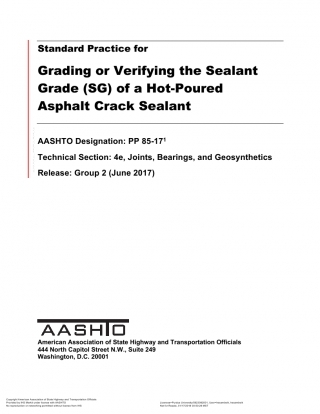 Standard Practice for
Grading or Verifying the Sealant
Grade (SG) of a Hot-Poured
Asphalt Crack Sealant
AASHTO Designation: PP 85-17¹
Technical Section: 4e, Joints, Bearings, and Geosynthetics
Release: Group 2 (June 2017)
AASHTO
American Association of State Highway and Transportation Officials
444 North Capitol Street N.W., Suite 249
Washington, D.C. 20001